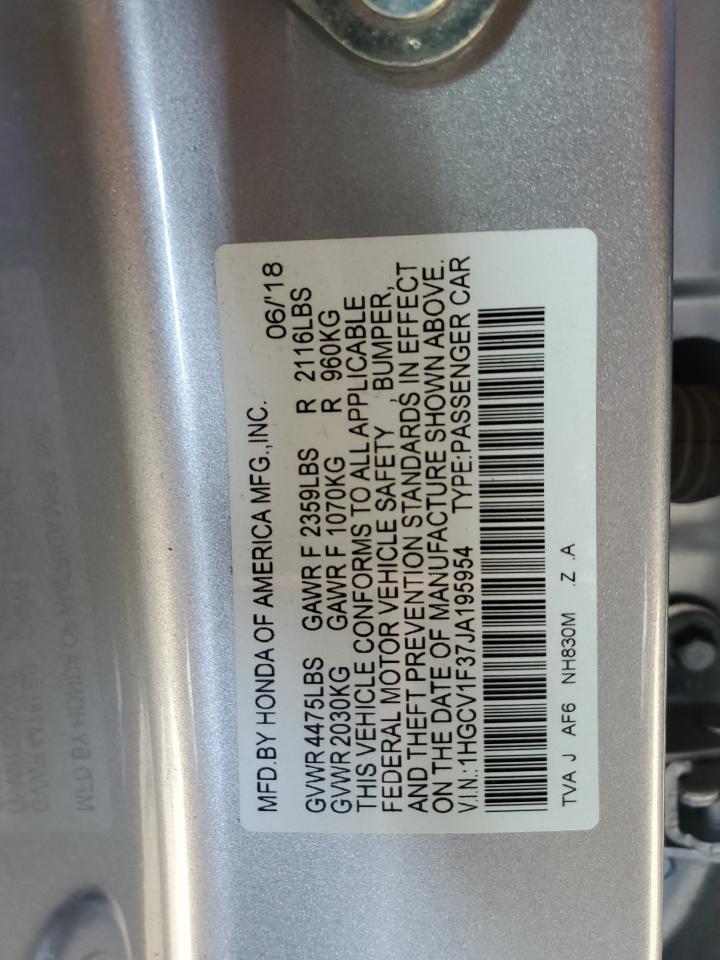 MFD.BY HONDA OF AMERICA MFG.,INC. 06/'18
GVWR 4475LBS GAWR F 2359LBS R 2116LBS
GVWR 2030KG GAWR F 1070KG R 960KG
THIS VEHICLE CONFORMS TO ALL APPLICABLE
FEDERAL MOTOR VEHICLE SAFETY , BUMPER,
AND THEFT PREVENTION STANDARDS IN EFFECT
ON THE DATE OF MANUFACTURE SHOWN ABOVE.
V.I.N.:1HGCV1F37JA195954 TYPE:PASSENGER CAR
TVA J AF6 NH830M .Z .A